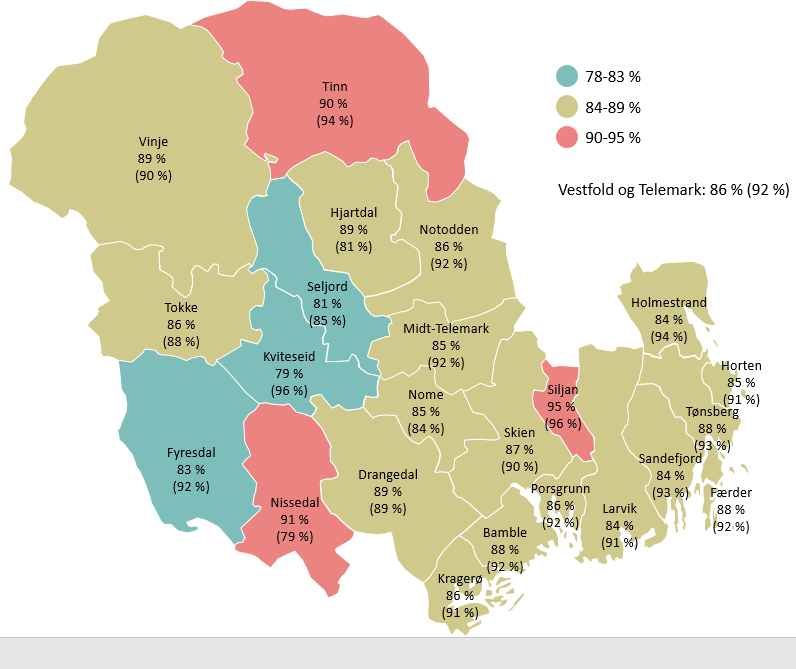 78-83 %
84-89 %
90-95 %
Vestfold og Telemark: 86 % (92 %)
Tinn
90 %
(94 %)
Vinje
89 %
(90 %)
Hjartdal
89 %
(81 %)
Notodden
86 %
(92 %)
Seljord
81 %
(85 %)
Tokke
86 %
(88 %)
Midt-Telemark
85 %
(92 %)
Holmestrand
84 %
(94 %)
Kviteseid
79 %
(96 %)
Horten
85 %
(91 %)
Siljan
95 %
(96 %)
Nome
85 %
(84 %)
Tønsberg
88 %
(93 %)
Skien
87 %
(90 %)
Fyresdal
83 %
(92 %)
Sandefjord
84 %
(93 %)
Drangedal
89 %
(89 %)
Porsgrunn
86 %
(92 %)
Færder
88 %
(92 %)
Nissedal
91 %
(79 %)
Larvik
84 %
(91 %)
Bamble
88 %
(92 %)
Kragerø
86 %
(91 %)